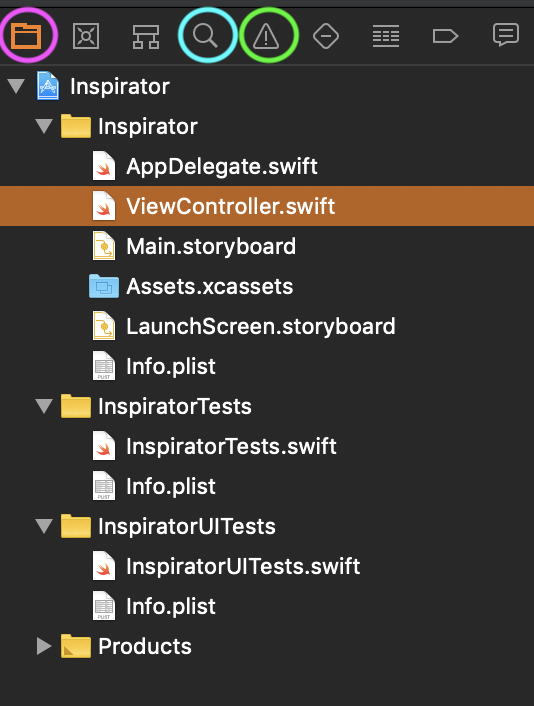 Inspirator
Inspirator
AppDelegate.swift
ViewController.swift
Main.storyboard
Assets.xcassets
LaunchScreen.storyboard
Info.plist
InspiratorTests
InspiratorTests.swift
Info.plist
InspiratorUITests
InspiratorUITests.swift
Info.plist
Products